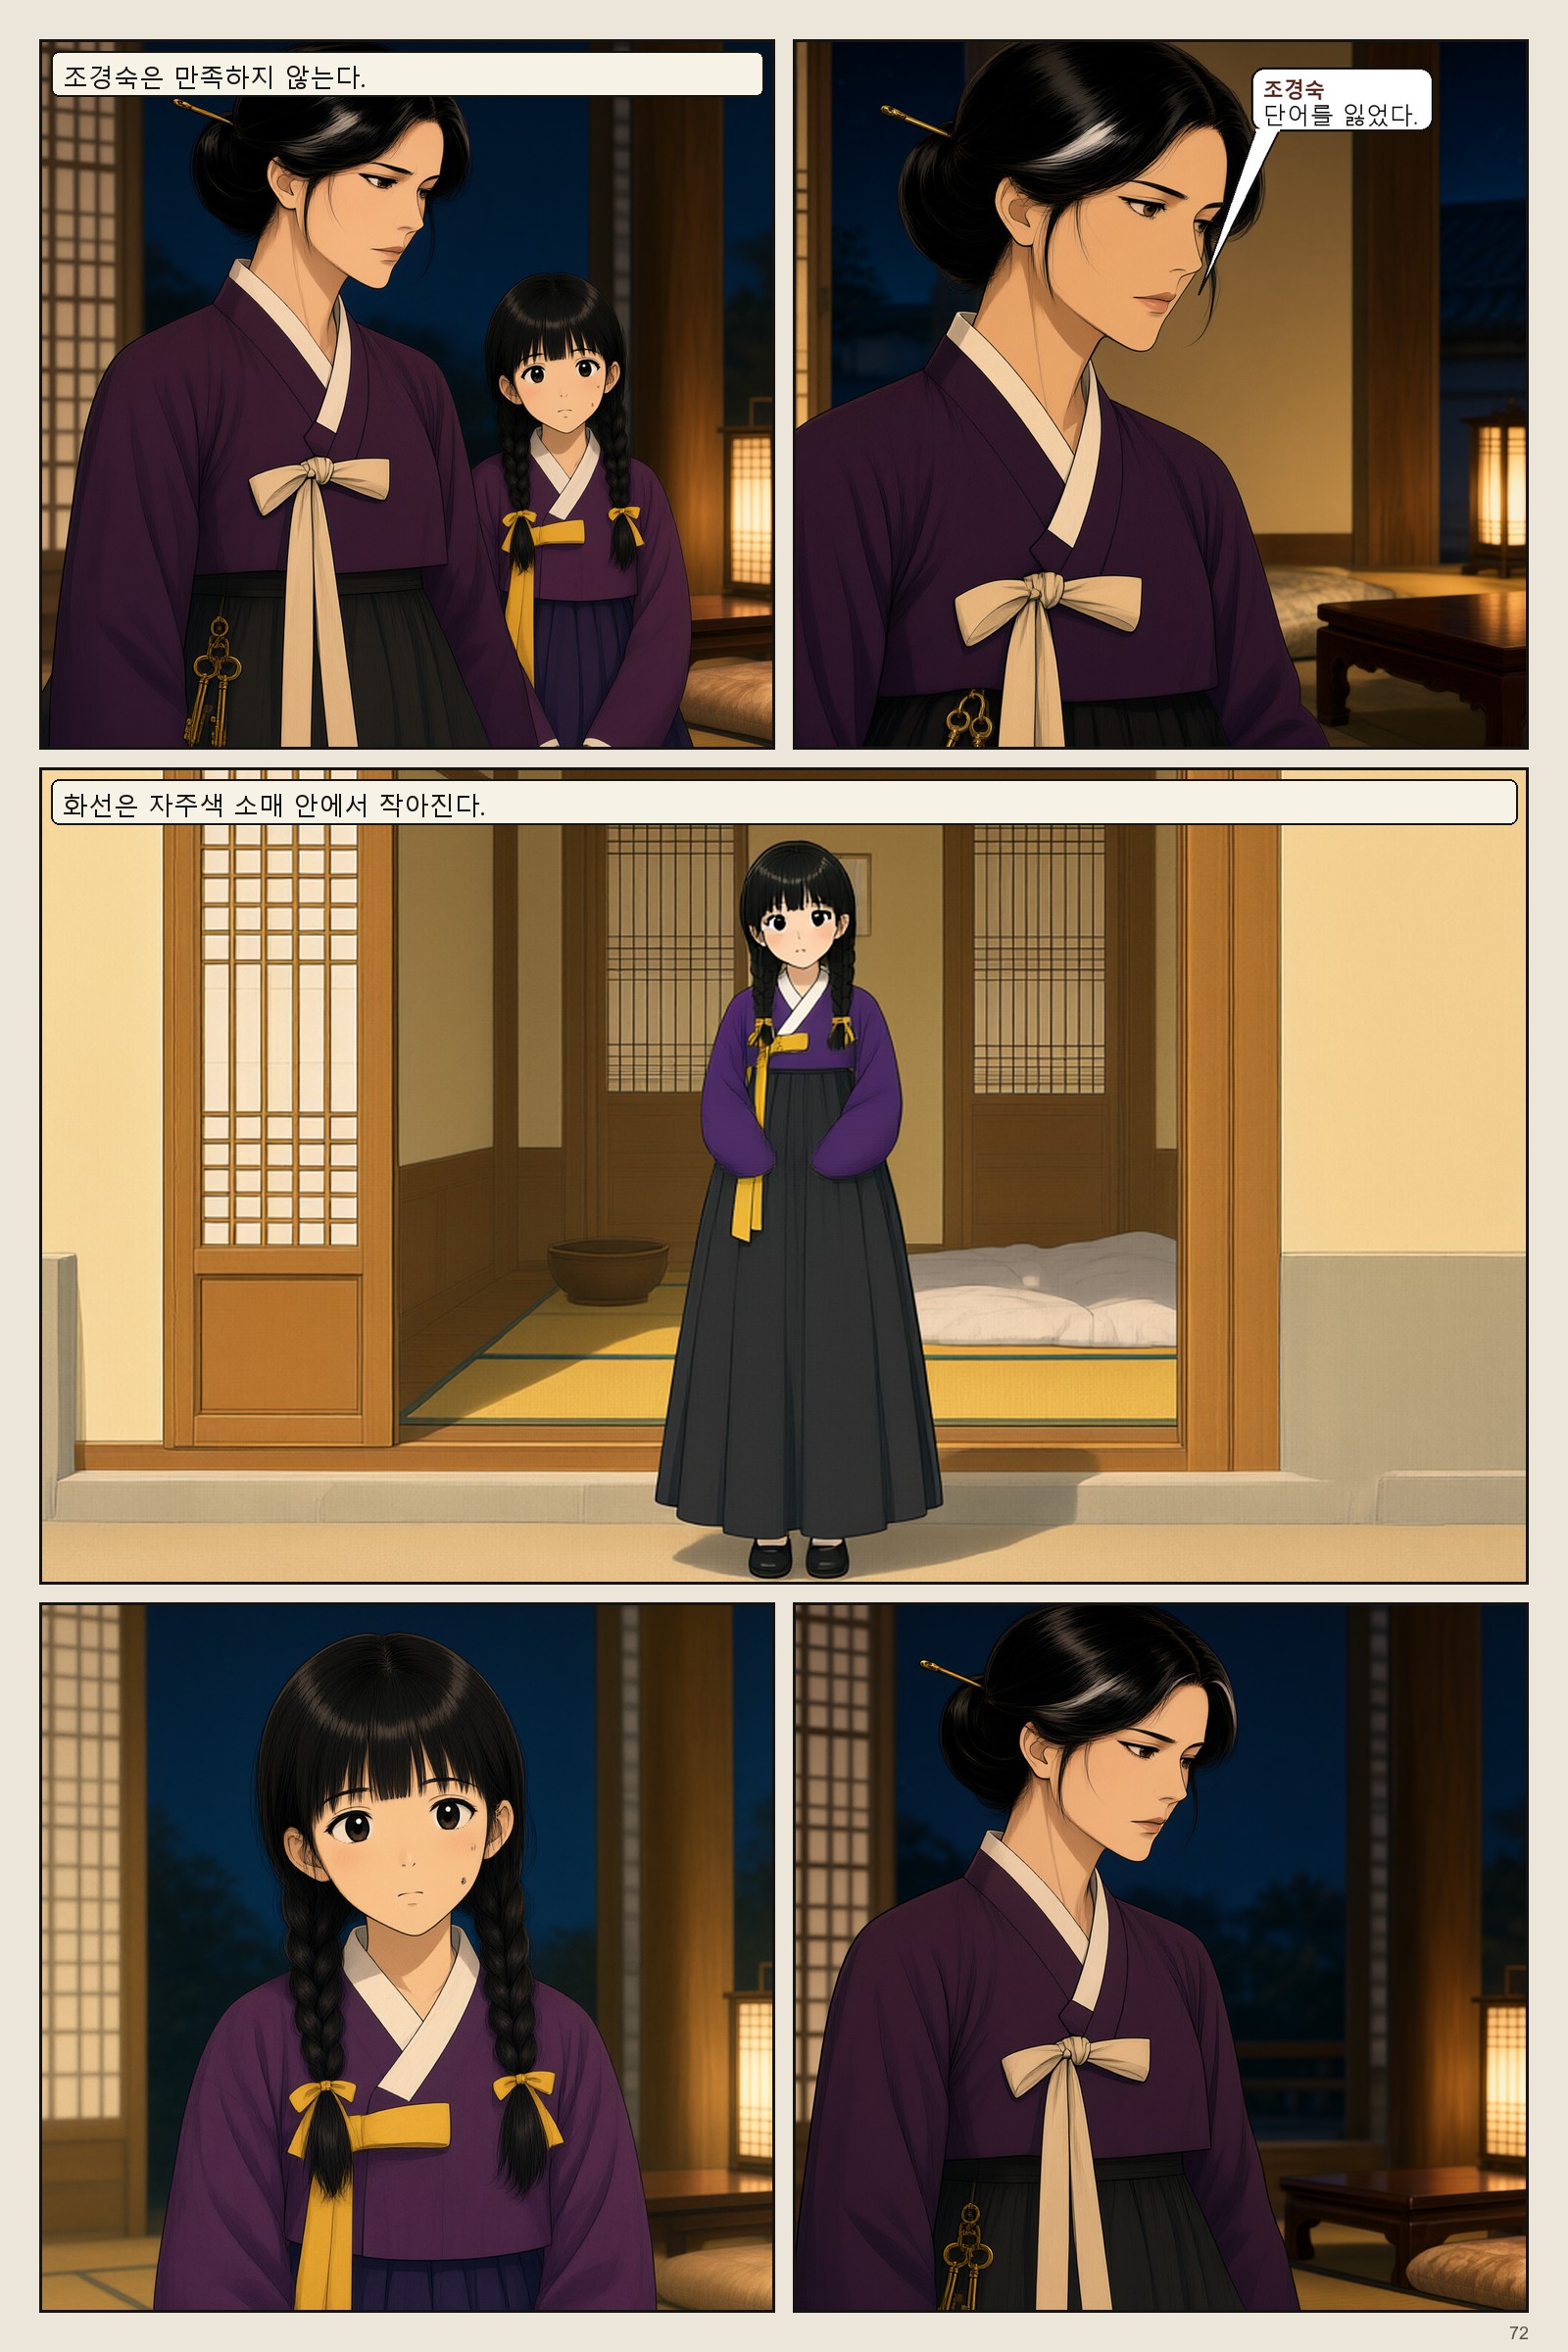 조경숙은 만족하지 않는다.
조경숙
단어를 잃었다.
화선은 자주색 소매 안에서 작아진다.
72